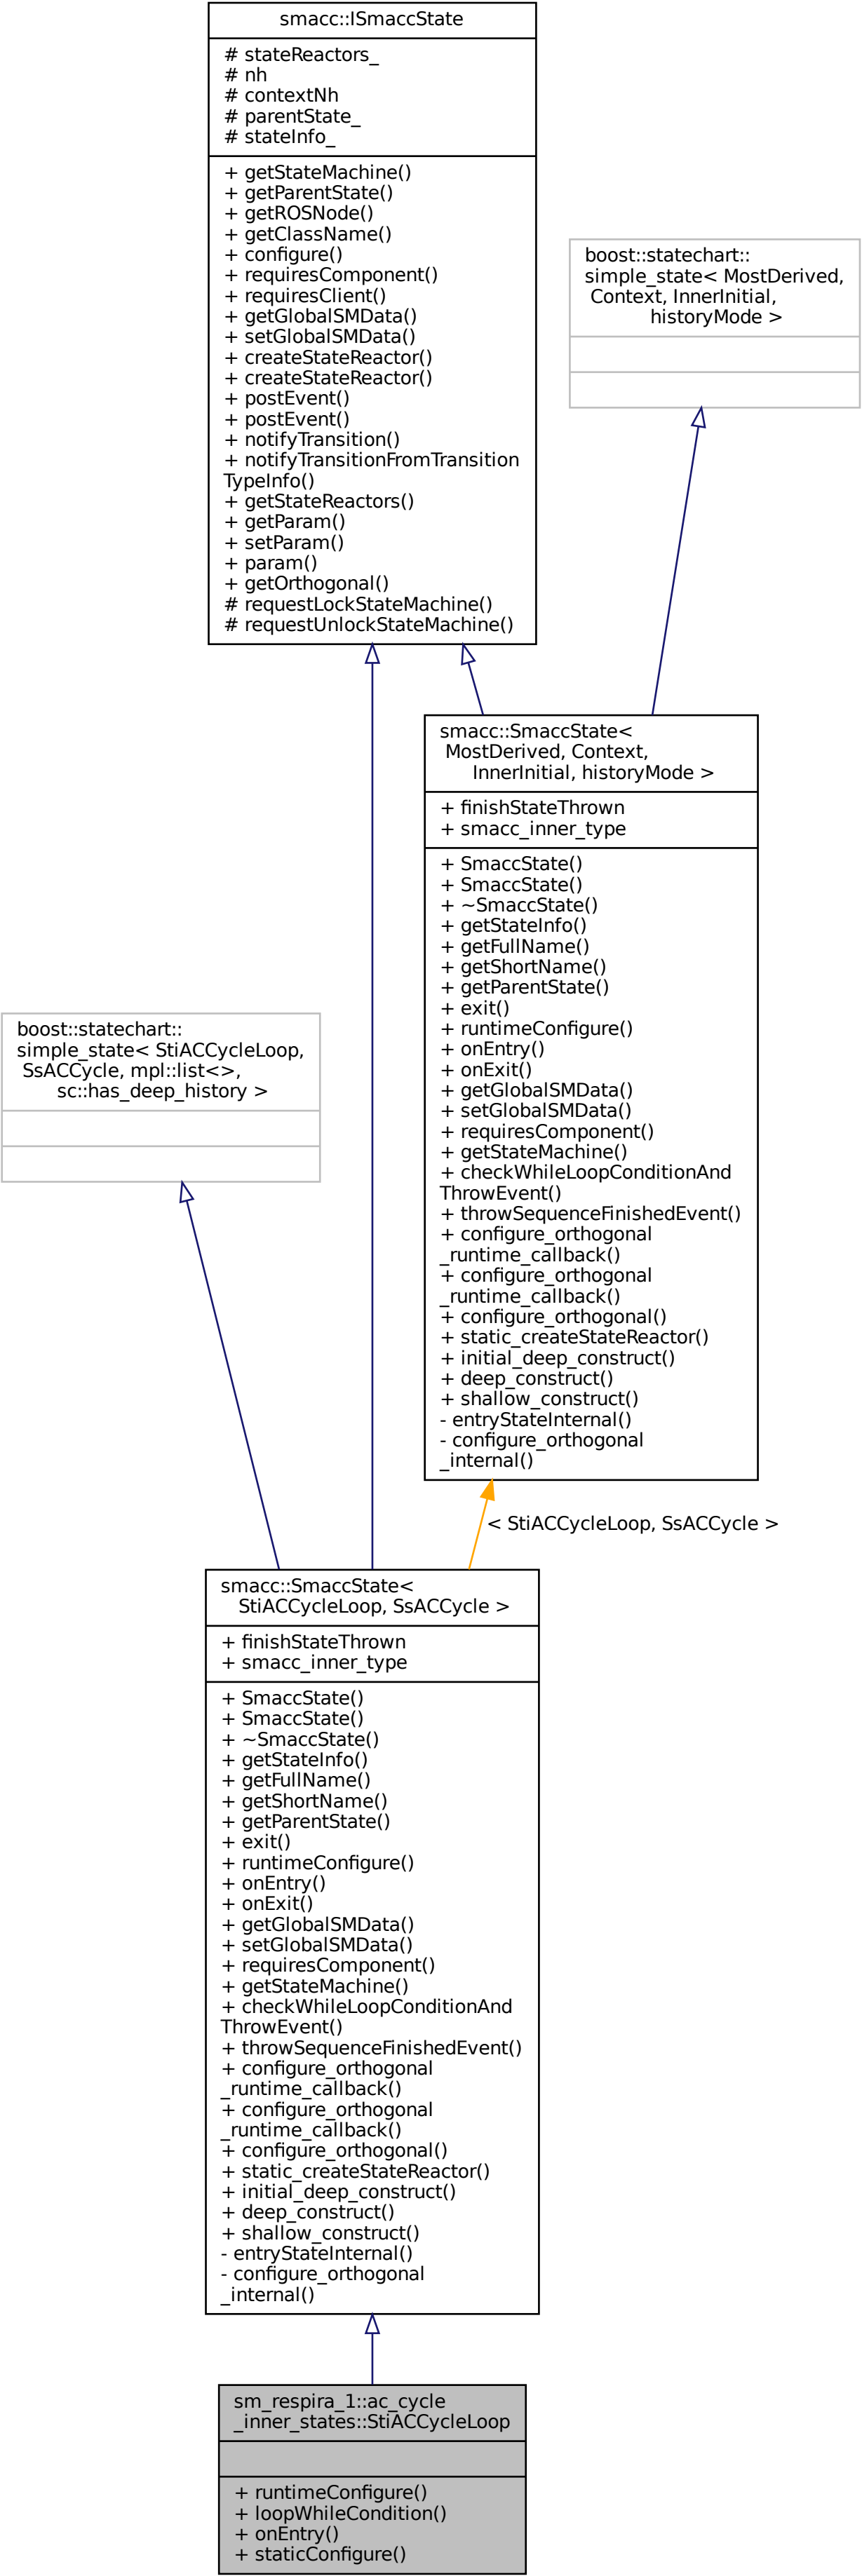 smacc::ISmaccState
# stateReactors_
# nh
# contextNh
# parentState_
# stateInfo_
+ getStateMachine()
+ getParentState()
+ getROSNode()
+ getClassName()
+ configure()
+ requiresComponent()
+ requiresClient()
+ getGlobalSMData()
+ setGlobalSMData()
+ createStateReactor()
+ createStateReactor()
+ postEvent()
+ postEvent()
+ notifyTransition()
+ notifyTransitionFromTransition
TypeInfo()
+ getStateReactors()
+ getParam()
+ setParam()
+ param()
+ getOrthogonal()
# requestLockStateMachine()
# requestUnlockStateMachine()
boost::statechart::
simple_state< MostDerived,
Context, InnerInitial,
historyMode >
smacc::SmaccState<
MostDerived, Context,
InnerInitial, historyMode >
+ finishStateThrown
+ smacc_inner_type
+ SmaccState()
+ SmaccState()
+ ~SmaccState()
+ getStateInfo()
+ getFullName()
+ getShortName()
+ getParentState()
+ exit()
+ runtimeConfigure()
+ onEntry()
+ onExit()
+ getGlobalSMData()
+ setGlobalSMData()
+ requiresComponent()
+ getStateMachine()
+ checkWhileLoopConditionAnd
ThrowEvent()
+ throwSequenceFinishedEvent()
+ configure_orthogonal
_runtime_callback()
+ configure_orthogonal
_runtime_callback()
+ configure_orthogonal()
+ static_createStateReactor()
+ initial_deep_construct()
+ deep_construct()
+ shallow_construct()
- entryStateInternal()
- configure_orthogonal
_internal()
boost::statechart::
simple_state< StiACCycleLoop,
SsACCycle, mpl::list<>,
sc::has_deep_history >
< StiACCycleLoop, SsACCycle >
smacc::SmaccState<
StiACCycleLoop, SsACCycle >
+ finishStateThrown
+ smacc_inner_type
+ SmaccState()
+ SmaccState()
+ ~SmaccState()
+ getStateInfo()
+ getFullName()
+ getShortName()
+ getParentState()
+ exit()
+ runtimeConfigure()
+ onEntry()
+ onExit()
+ getGlobalSMData()
+ setGlobalSMData()
+ requiresComponent()
+ getStateMachine()
+ checkWhileLoopConditionAnd
ThrowEvent()
+ throwSequenceFinishedEvent()
+ configure_orthogonal
_runtime_callback()
+ configure_orthogonal
_runtime_callback()
+ configure_orthogonal()
+ static_createStateReactor()
+ initial_deep_construct()
+ deep_construct()
+ shallow_construct()
- entryStateInternal()
- configure_orthogonal
_internal()
sm_respira_1::ac_cycle
_inner_states::StiACCycleLoop
+ runtimeConfigure()
+ loopWhileCondition()
+ onEntry()
+ staticConfigure()